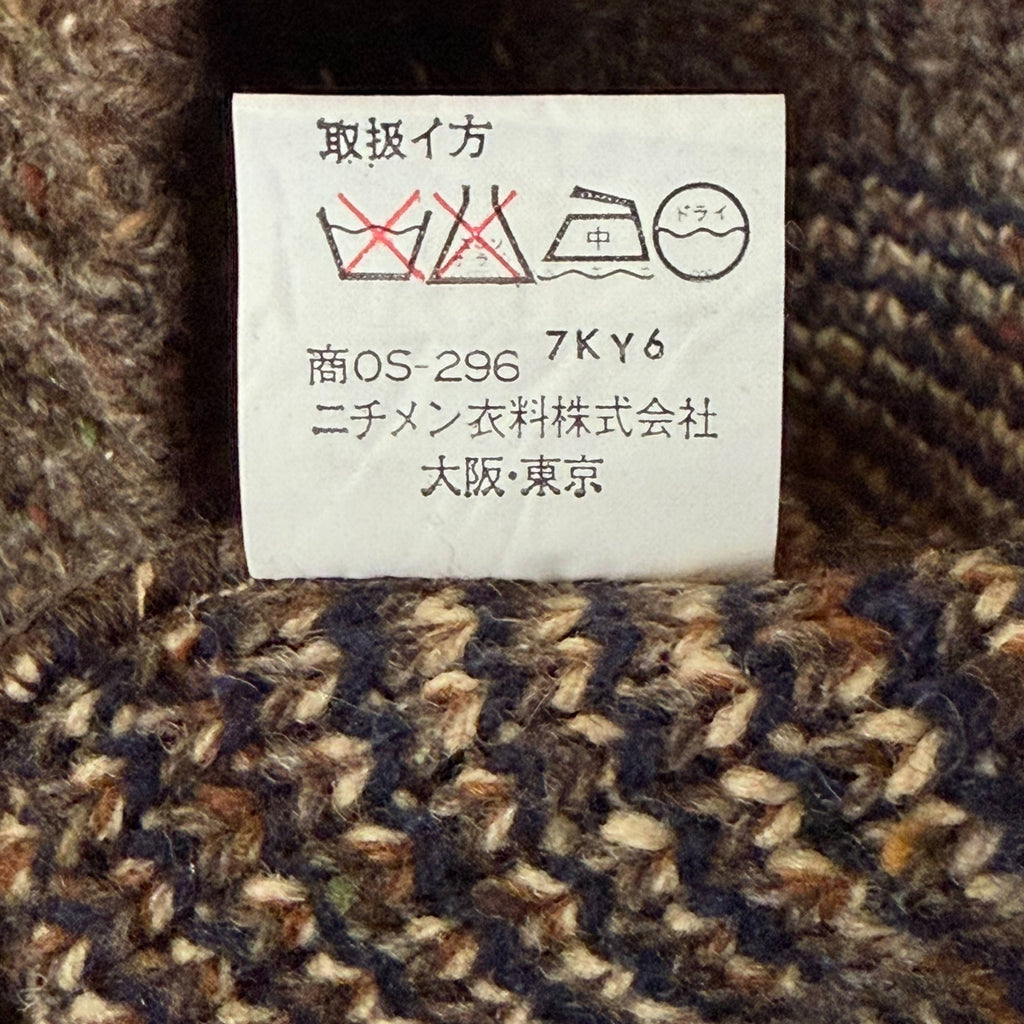 取扱イ方
中 ドライ
商OS-296 7KY6
ニチメン衣料株式会社
大阪・東京